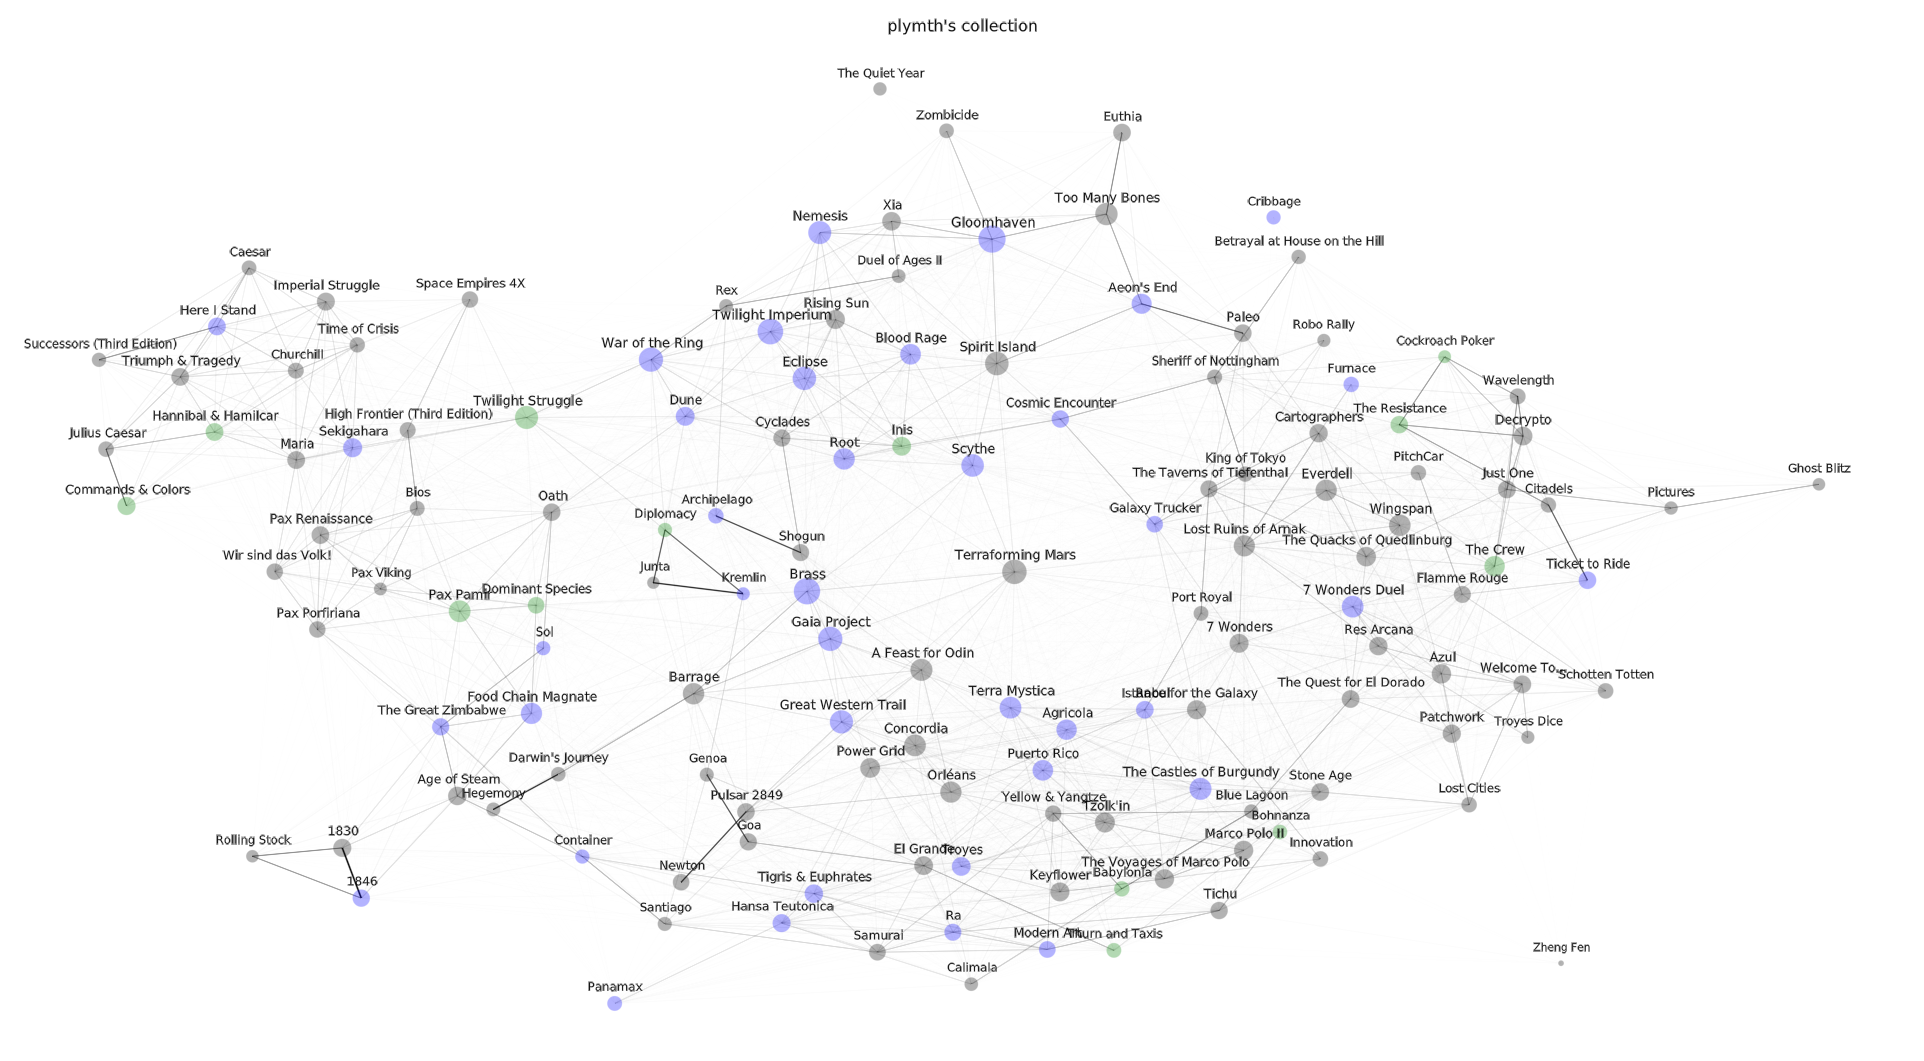 plymth's collection
The Quiet Year
Zombicide
Euthia
Too Many Bones
Cribbage
Xia
Nemesis
Gloomhaven
Betrayal at House on the Hill
Caesar
Duel of Ages II
Imperial Struggle
Space Empires 4X
Rex
Aeon's End
Here I Stand
Rising Sun
Twilight Imperium
Paleo
Time of Crisis
Robo Rally
Successors (Third Edition)
War of the Ring
Blood Rage
Spirit Island
Cockroach Poker
Triumph & Tragedy
Churchill
Eclipse
Sheriff of Nottingham
Furnace
Wavelength
Twilight Struggle
Dune
Cosmic Encounter
The Resistance
Hannibal & Hamilcar
High Frontier (Third Edition)
Cyclades
Inis
Cartographers
Decrypto
Julius Caesar
Sekigahara
Maria
Root
Scythe
King of Tokyo
PitchCar
Ghost Blitz
The Taverns of Tiefenthal
Everdell
Just One
Commands & Colors
Bios
Oath
Archipelago
Citadels
Pictures
Galaxy Trucker
Wingspan
Pax Renaissance
Diplomacy
Lost Ruins of Arnak
Shogun
The Quacks of Quedlinburg
Wir sind das Volk!
Terraforming Mars
The Crew
Junta
Pax Viking
Kremlin
Brass
Ticket to Ride
Flamme Rouge
Pax Pamir
Dominant Species
7 Wonders Duel
Port Royal
Pax Porfiriana
Gaia Project
7 Wonders
Res Arcana
Sol
A Feast for Odin
Azul
Welcome To...
Schotten Totten
Barrage
The Quest for El Dorado
Food Chain Magnate
Terra Mystica
Istanbul
Race for the Galaxy
The Great Zimbabwe
Great Western Trail
Agricola
Patchwork
Troyes Dice
Concordia
Darwin's Journey
Genoa
Power Grid
Puerto Rico
Age of Steam
Orléans
The Castles of Burgundy
Stone Age
Lost Cities
Hegemony
Pulsar 2849
Yellow & Yangtze
Blue Lagoon
Tzolk'in
Bohnanza
Goa
1830
Rolling Stock
Container
Marco Polo II
Innovation
El Grande
Troyes
The Voyages of Marco Polo
Newton
1846
Tigris & Euphrates
Keyflower
Babylonia
Tichu
Santiago
Hansa Teutonica
Ra
Samurai
Modern Art
Thurn and Taxis
Zheng Fen
Calimala
Panamax